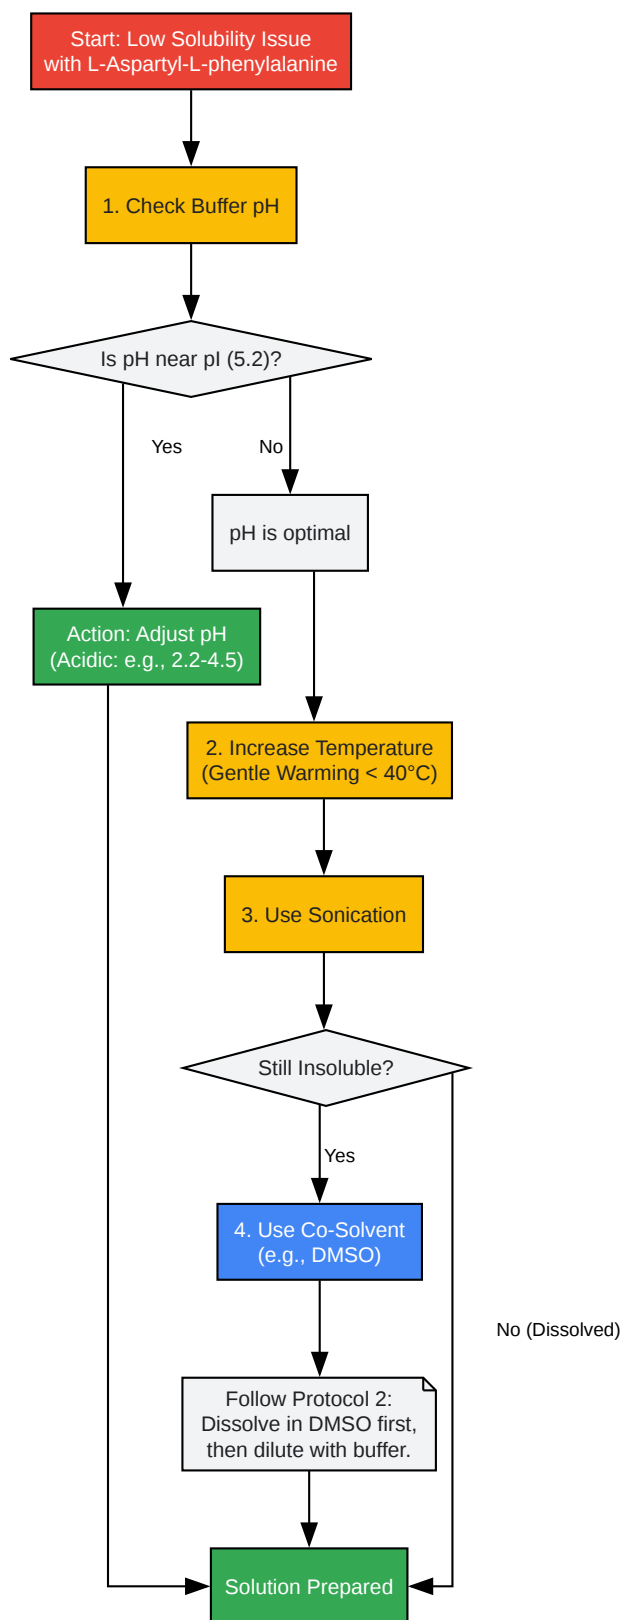 Start: Low Solubility Issue
with L-Aspartyl-L-phenylalanine
1. Check Buffer pH
Is pH near pI (5.2)?
Yes
No
pH is optimal
Action: Adjust pH
(Acidic: e.g., 2.2-4.5)
2. Increase Temperature
(Gentle Warming < 40°C)
3. Use Sonication
Still Insoluble?
Yes
4. Use Co-Solvent
(e.g., DMSO)
No (Dissolved)
Follow Protocol 2:
Dissolve in DMSO first,
then dilute with buffer.
Solution Prepared